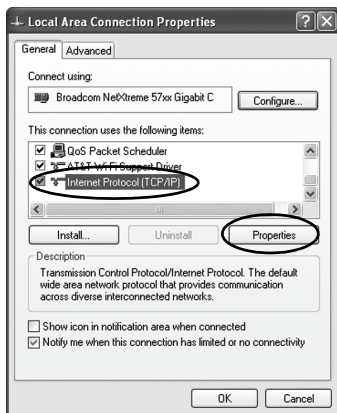 Local Area Connection Properties
General Advanced
Connect using:
Broadcom NetXtreme 57xx Gigabit C
Configure...
This connection uses the following items:
QoS Packet Scheduler
AT&T Wi-Fi Support Driver
Internet Protocol (TCP/IP)
Install... Uninstall Properties
Description
Transmission Control Protocol/Internet Protocol. The default
wide area network protocol that provides communication
across diverse interconnected networks.
Show icon in notification area when connected
Notify me when this connection has limited or no connectivity
OK Cancel